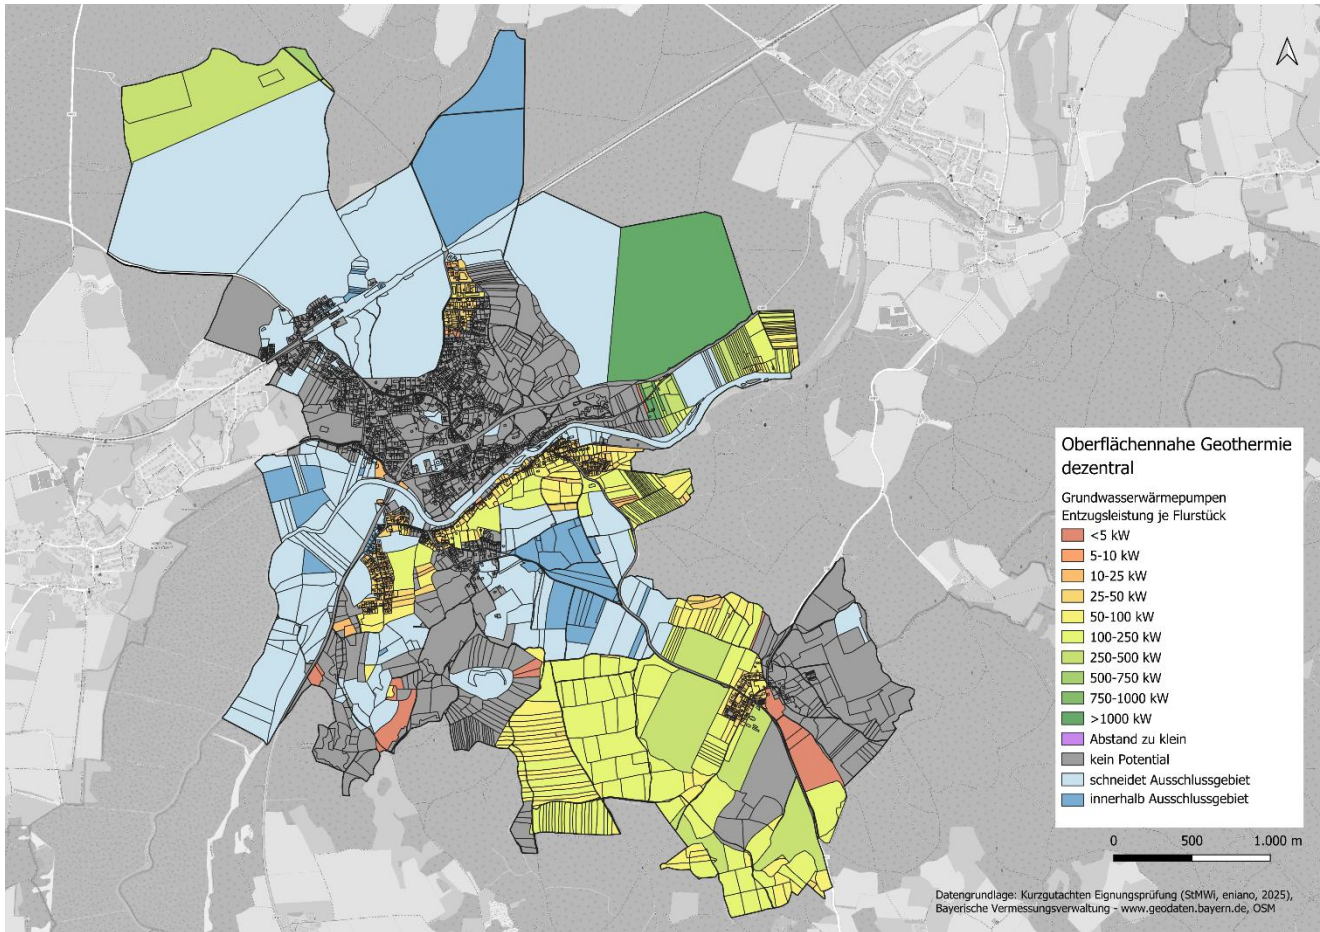 Oberflächennahe Geothermie
dezentral
Grundwasserwärmepumpen
Entzugsleistung je Flurstück
<5 kW
5-10 kW
10-25 kW
25-50 kW
50-100 kW
100-250 kW
250-500 kW
500-750 kW
750-1000 kW
>1000 kW
Abstand zu klein
kein Potential
schneidet Ausschlussgebiet
innerhalb Ausschlussgebiet
0 500 1.000 m
Datengrundlage: Kurzgutachten Eignungsprüfung (StMWi, eniano, 2025),
Bayerische Vermessungsverwaltung - www.geodaten.bayern.de, OSM